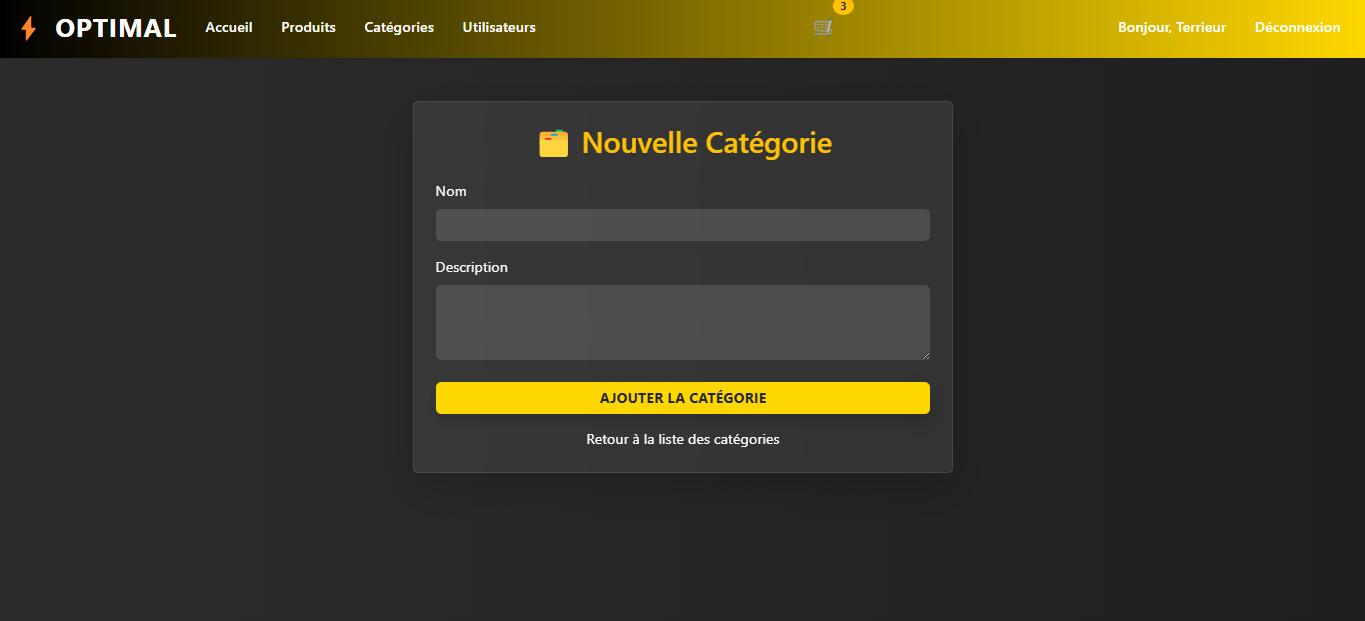 OPTIMAL Accueil Produits Catégories Utilisateurs 3 Bonjour, Terrieur Déconnexion
Nouvelle Catégorie
Nom
Description
AJOUTER LA CATÉGORIE
Retour à la liste des catégories